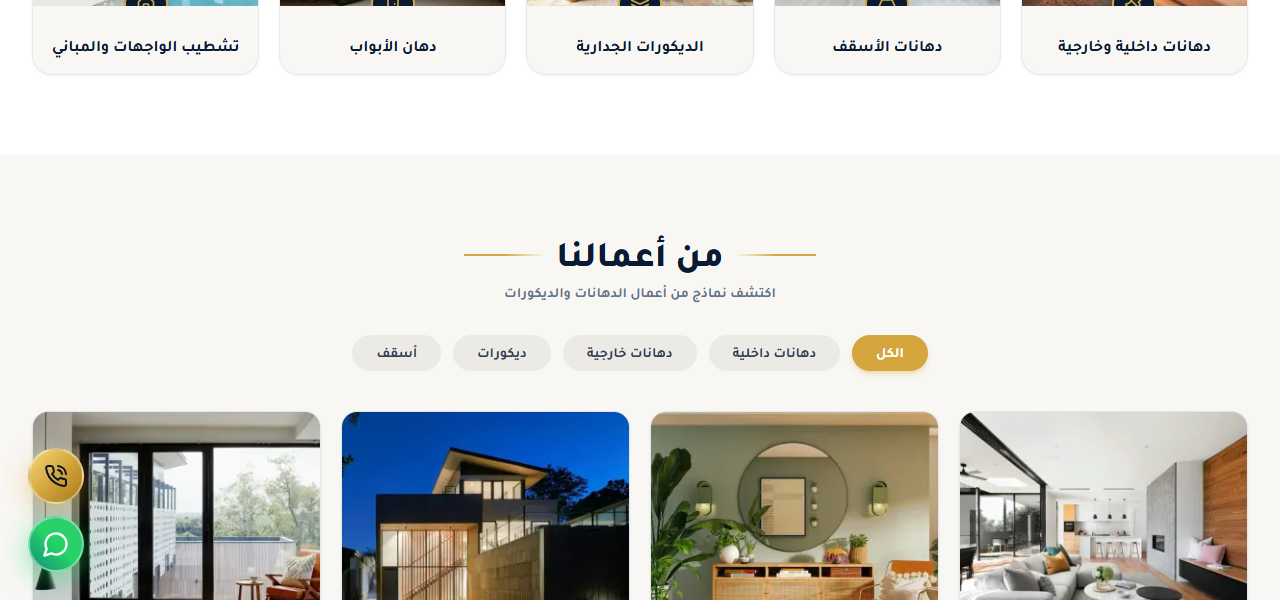 دهانات داخلية وخارجية
دهانات الأسقف
الديكورات الجدارية
دهان الأبواب
تشطيب الواجهات والمباني
من أعمالنا
اكتشف نماذج من أعمال الدهانات والديكورات
الكل
دهانات داخلية
دهانات خارجية
ديكورات
أسقف